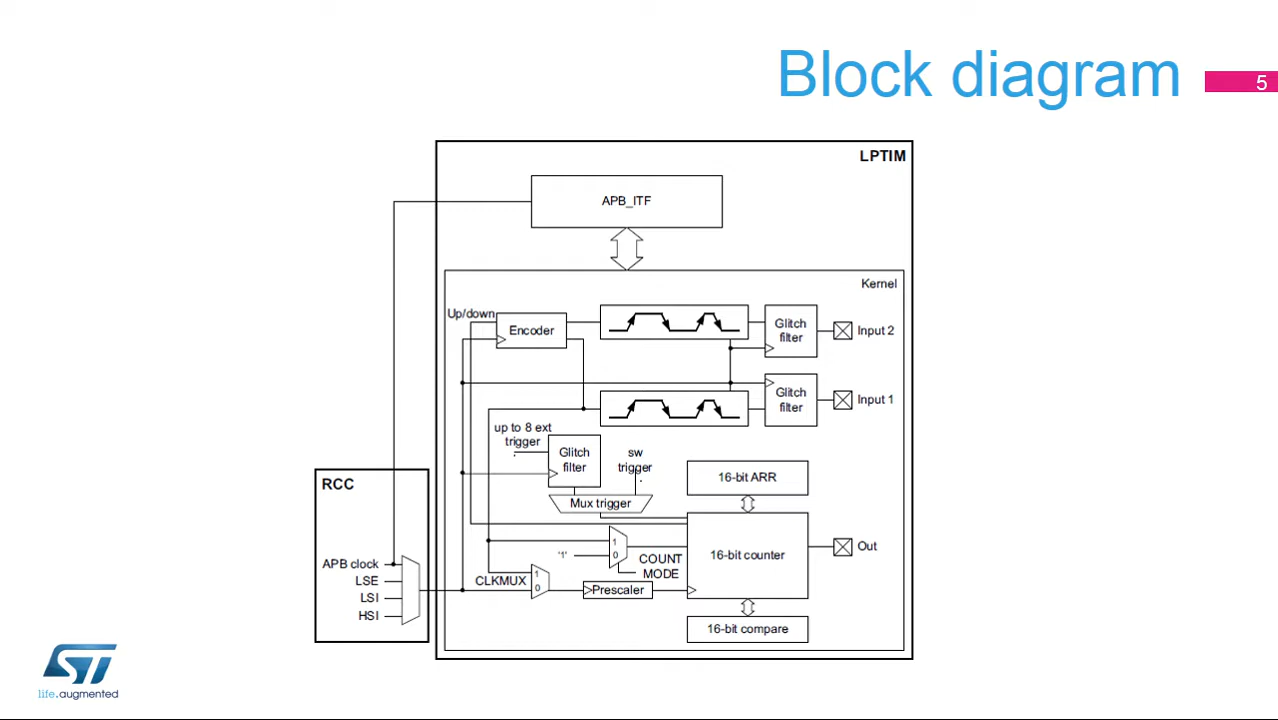 Block diagram
5
LPTIM
APB_ITF
Kernel
Up/down
Encoder
Glitch
filter
Input 2
Glitch
filter
Input 1
up to 8 ext
trigger
Glitch
filter
sw
trigger
Mux trigger
16-bit ARR
RCC
1
0
'1'
COUNT
MODE
16-bit counter
Out
APB clock
LSE
LSI
HSI
CLKMUX
1
0
Prescaler
16-bit compare
ST
life.augmented